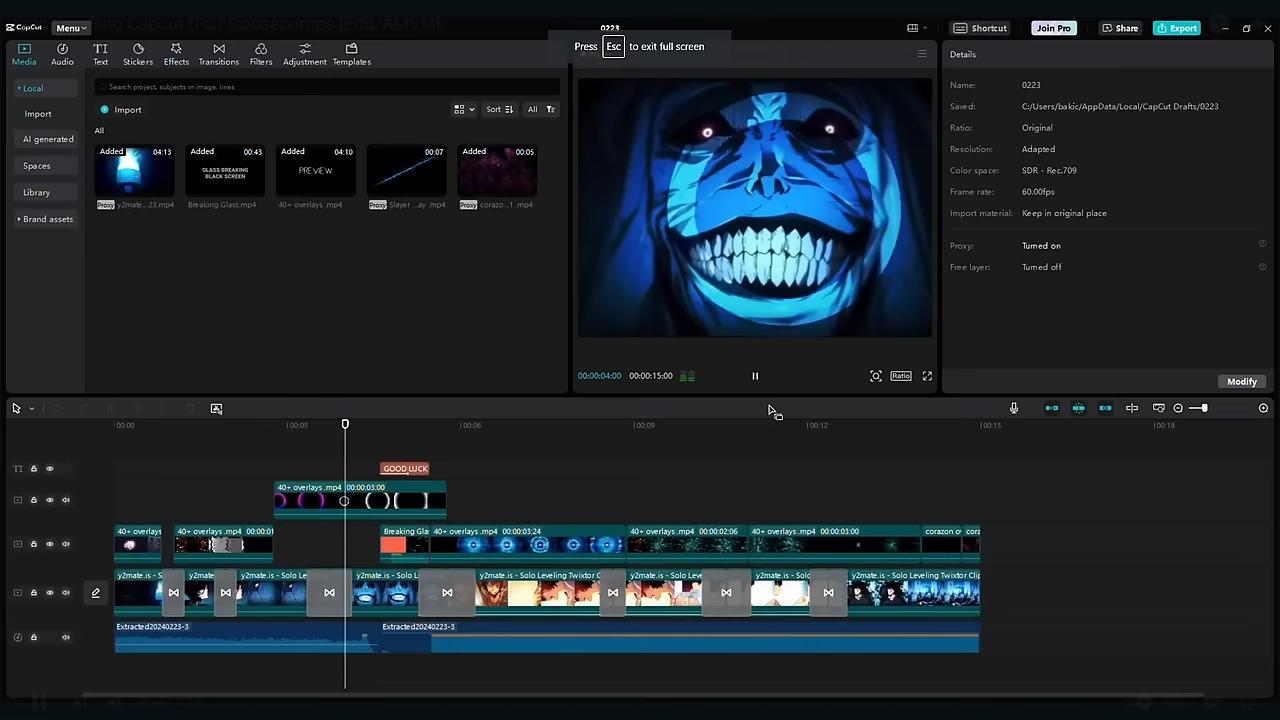 CapCut
Menu
0223
Shortcut
Join Pro
Share
Export
Press Esc to exit full screen
Media
Audio
Text
Stickers
Effects
Transitions
Filters
Adjustment
Templates
Details
Local
Import
AI generated
Spaces
Library
Brand assets
Search project, subjects in image, lines
Import
Sort
All
All
Added 04:13
Added 00:43
Added 04:10
Added 00:07
Added 00:05
GLASS BREAKING
BLACK SCREEN
PREVIEW
Proxy y2mate...23.mp4
Breaking Glass.mp4
40+ overlays .mp4
Proxy Slayer ...ay .mp4
Proxy corazo...1 .mp4
Name: 0223
Saved: C:/Users/bakic/AppData/Local/CapCut Drafts/0223
Ratio: Original
Resolution: Adapted
Color space: SDR - Rec.709
Frame rate: 60.00fps
Import material: Keep in original place
Proxy: Turned on
Free layer: Turned off
Modify
00:00:04:00 00:00:15:00
Ratio
00:00
00:03
00:06
00:09
00:12
00:15
00:18
GOOD LUCK
40+ overlays .mp4 00:00:03:00
40+ overlays
40+ overlays .mp4 00:00:01
Breaking Gla
40+ overlays .mp4 00:00:03:24
40+ overlays .mp4 00:00:02:06
40+ overlays .mp4 00:00:03:00
corazon ov
cora
y2mate.is - S
y2mate.is
y2mate.is - Solo Le
y2mate.is - Solo L
y2mate.is - Solo Leveling Twixtor C
y2mate.is - Solo Le
y2mate.is - Solo Leveling Twixtor Clip
Extracted20240223-3
Extracted20240223-3